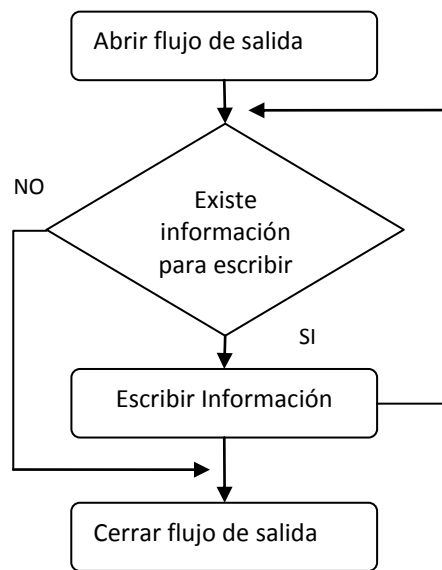 Abrir flujo de salida
NO
Existe
información
para escribir
SI
Escribir Información
Cerrar flujo de salida